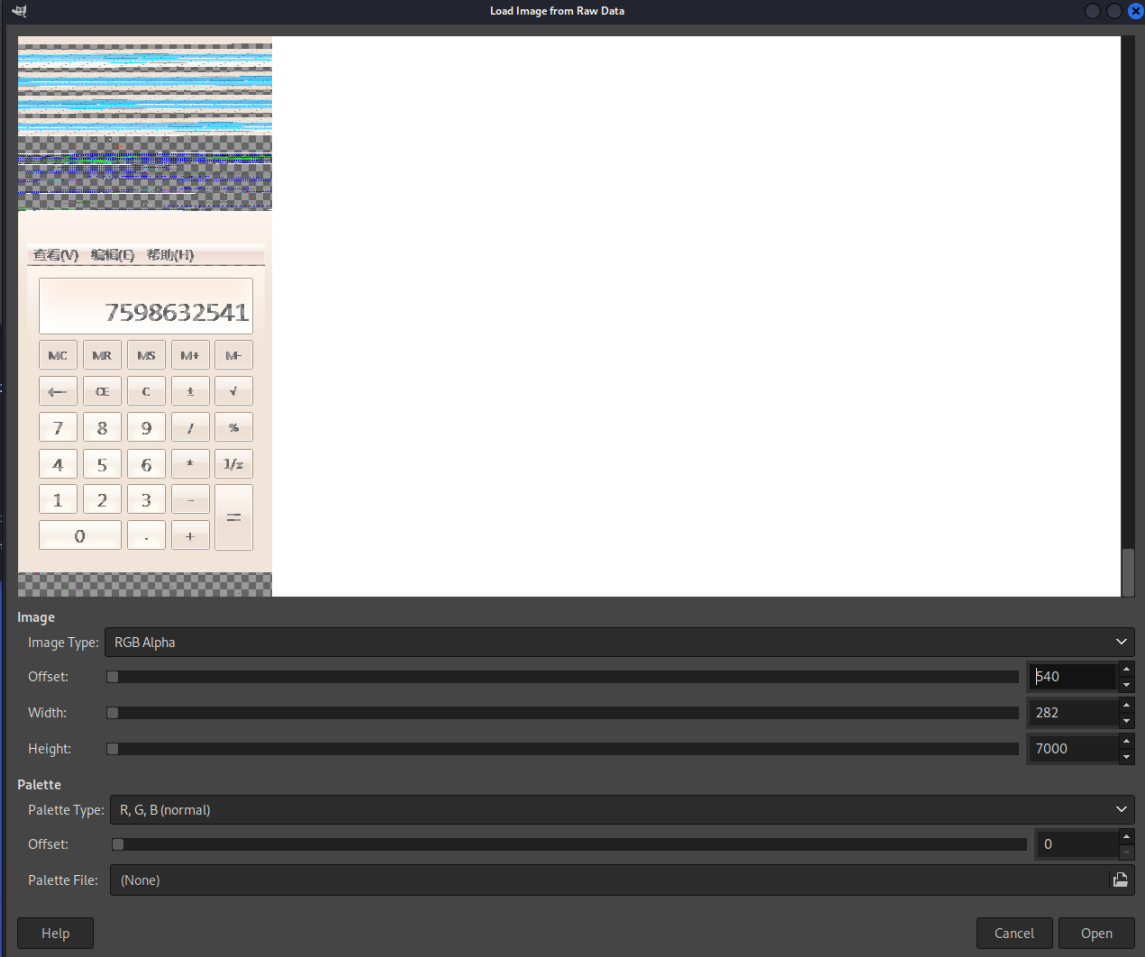 Load Image from Raw Data
查看(V) 编辑(E) 帮助(H)
7598632541
MC MR MS M+ M-
← CE C ± √
7 8 9 / %
4 5 6 * 1/x
1 2 3 - =
0 . +
Image
Image Type: RGB Alpha
Offset: 540
Width: 282
Height: 7000
Palette
Palette Type: R, G, B (normal)
Offset: 0
Palette File: (None)
Help Cancel Open